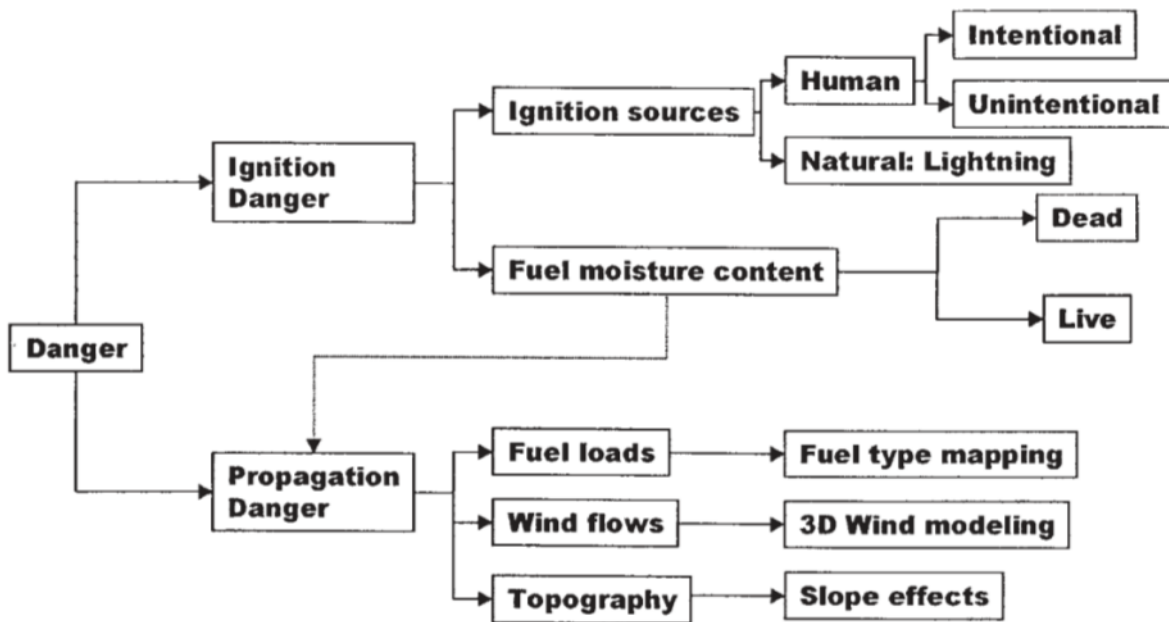 Intentional
Human
Ignition sources
Unintentional
Ignition
Danger
Natural: Lightning
Dead
Fuel moisture content
Live
Danger
Propagation
Danger
Fuel loads
Fuel type mapping
Wind flows
3D Wind modeling
Topography
Slope effects